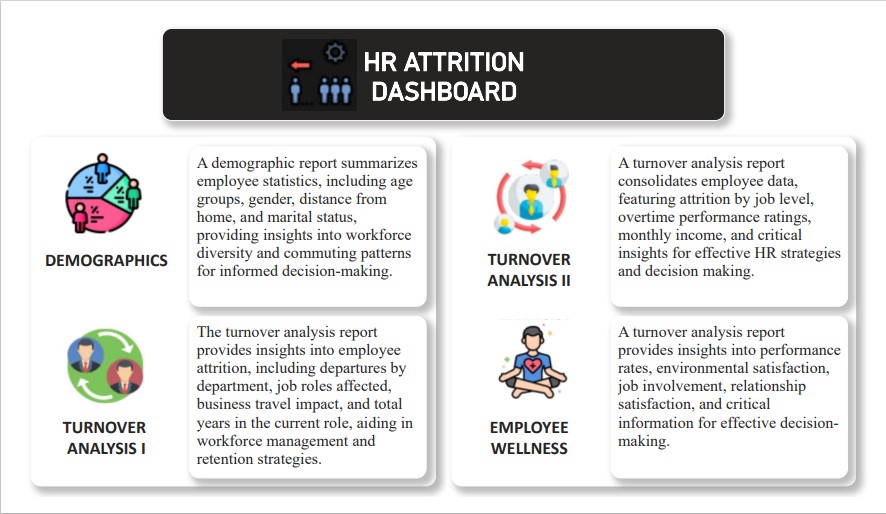 HR ATTRITION
DASHBOARD
DEMOGRAPHICS
A demographic report summarizes
employee statistics, including age
groups, gender, distance from
home, and marital status,
providing insights into workforce
diversity and commuting patterns
for informed decision-making.
TURNOVER
ANALYSIS I
The turnover analysis report
provides insights into employee
attrition, including departures by
department, job roles affected,
business travel impact, and total
years in the current role, aiding in
workforce management and
retention strategies.
TURNOVER
ANALYSIS II
A turnover analysis report
consolidates employee data,
featuring attrition by job level,
overtime performance ratings,
monthly income, and critical
insights for effective HR strategies
and decision making.
EMPLOYEE
WELLNESS
A turnover analysis report
provides insights into performance
rates, environmental satisfaction,
job involvement, relationship
satisfaction, and critical
information for effective decision-
making.